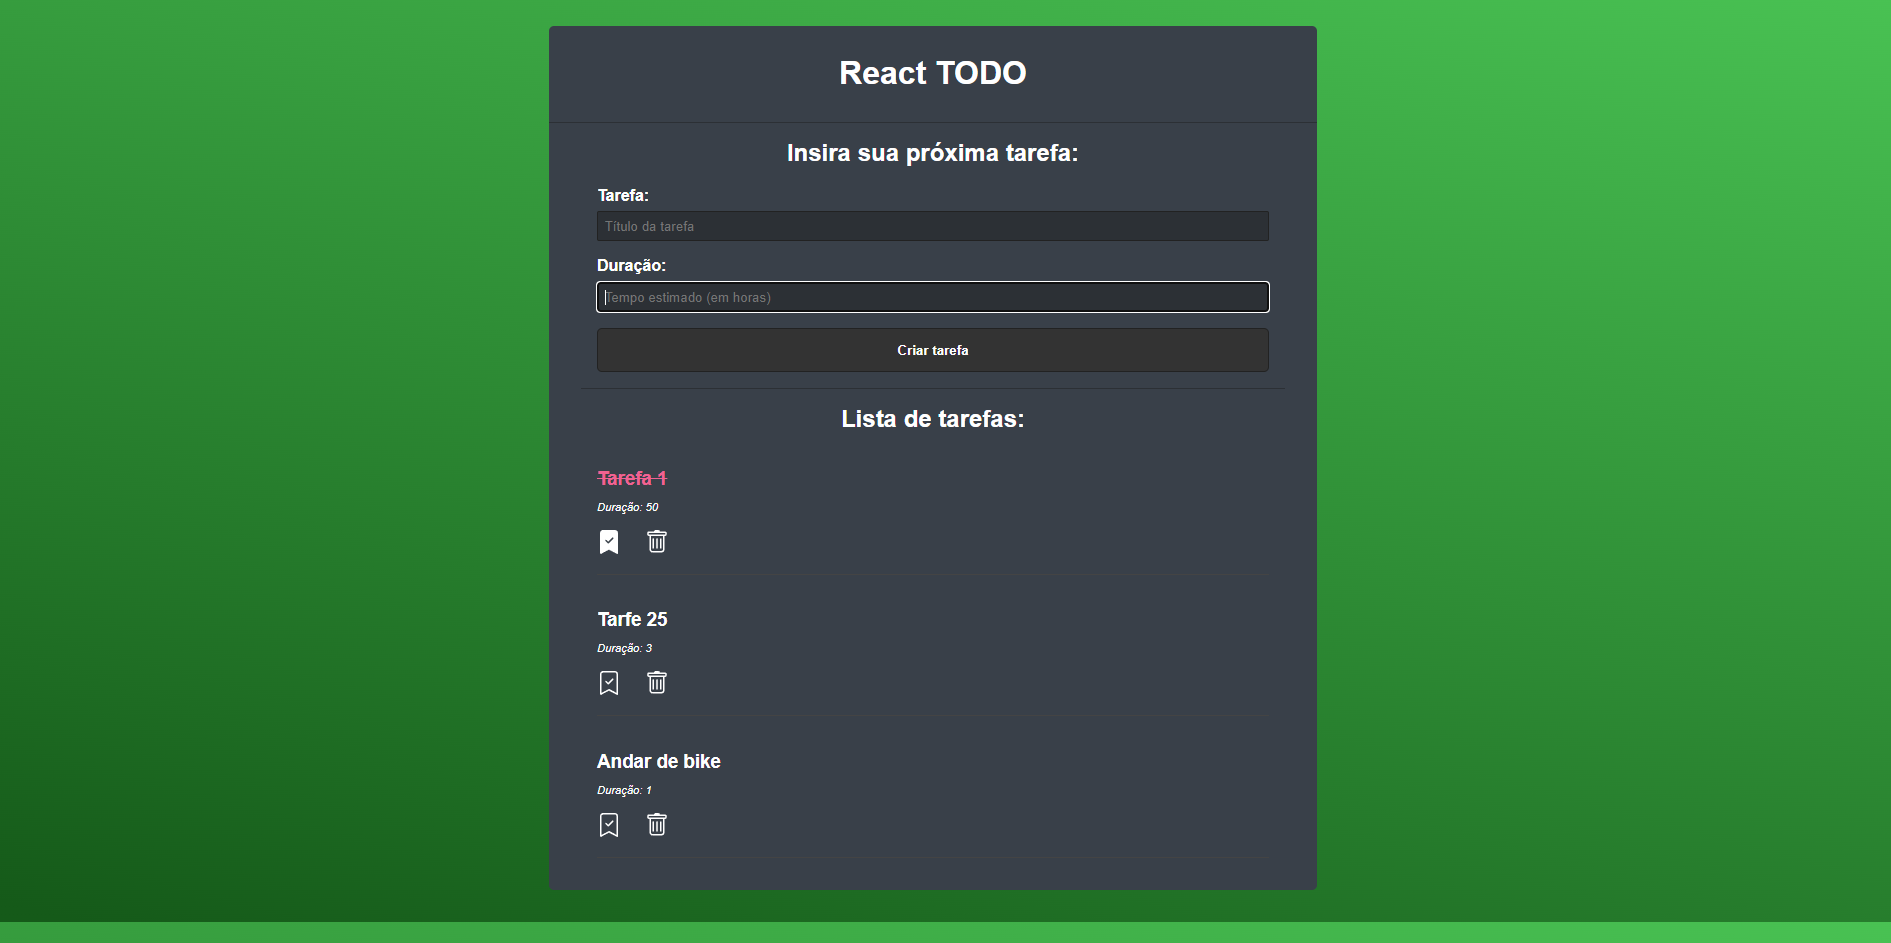 React TODO
Insira sua próxima tarefa:
Tarefa:
Título da tarefa
Duração:
Tempo estimado (em horas)
Criar tarefa
Lista de tarefas:
Tarefa 1
Duração: 50
Tarfe 25
Duração: 3
Andar de bike
Duração: 1